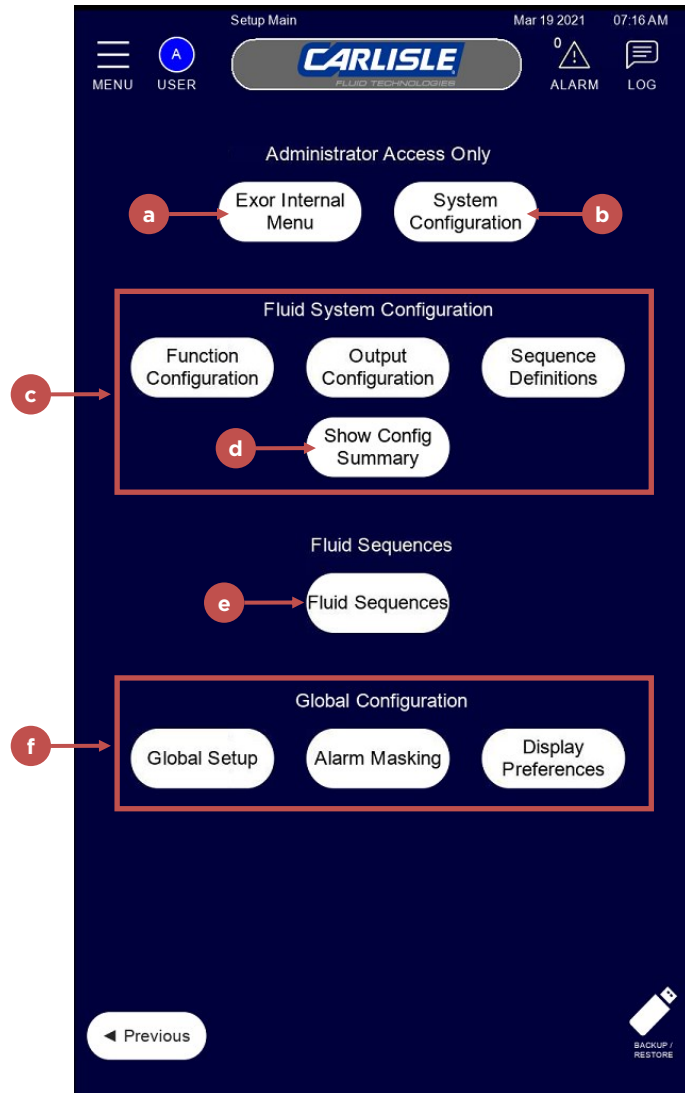 Setup Main
Mar 19 2021 07:16 AM
A
0
MENU
USER
CARLISLE
FLUID TECHNOLOGIES
ALARM
LOG
Administrator Access Only
a
Exor Internal
Menu
System
Configuration
b
Fluid System Configuration
c
Function
Configuration
Output
Configuration
Sequence
Definitions
d
Show Config
Summary
Fluid Sequences
e
Fluid Sequences
Global Configuration
f
Global Setup
Alarm Masking
Display
Preferences
◄ Previous
BACKUP /
RESTORE